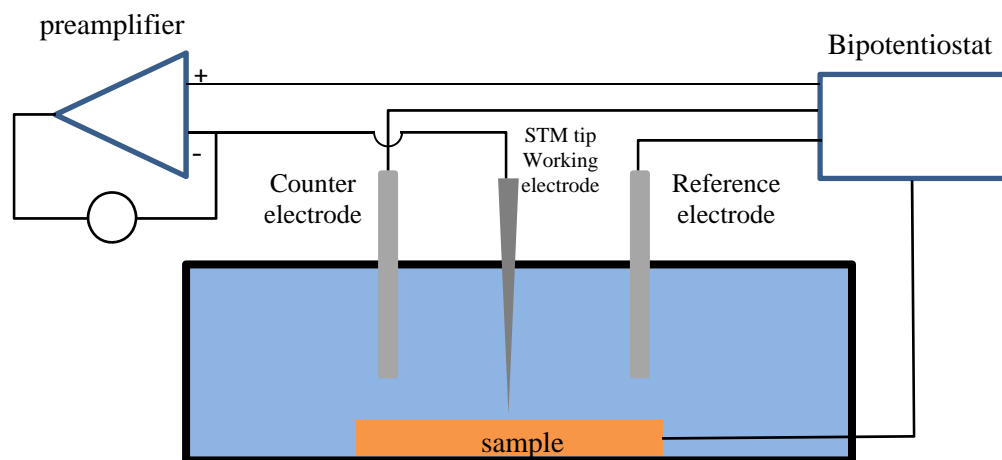 preamplifier
Bipotentiostat
+
-
STM tip
Working
electrode
Counter
electrode
Reference
electrode
sample